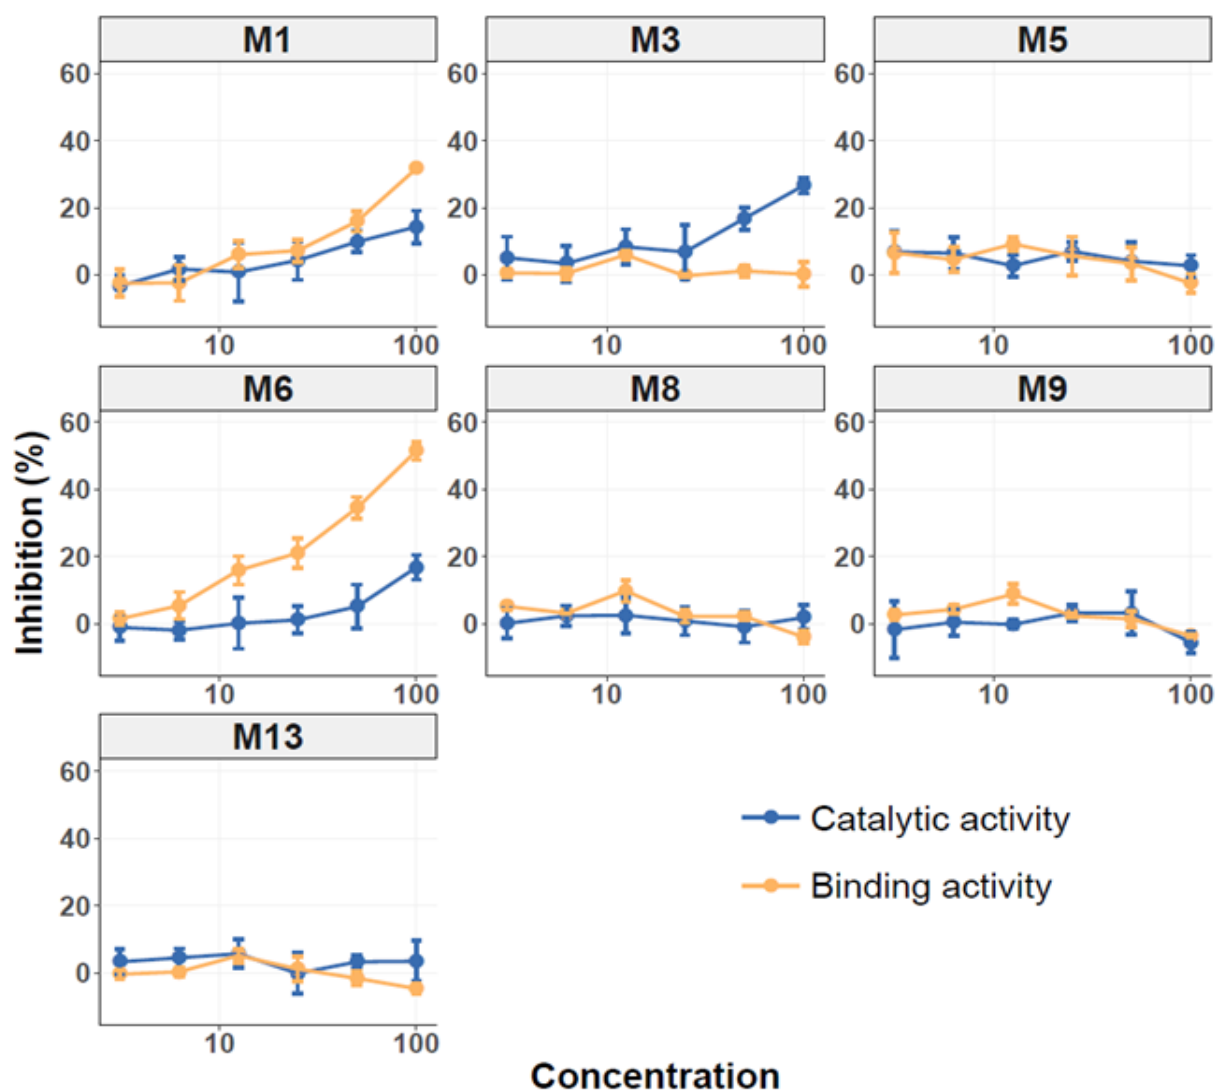 M1 M3 M5
60 60 60
40 40 40
20 20 20
0 0 0
10 100 10 100 10 100
M6 M8 M9
60 60 60
40 40 40
20 20 20
0 0 0
10 100 10 100 10 100
M13
60
40
20
0
10 100
Inhibition (%)
Catalytic activity
Binding activity
Concentration